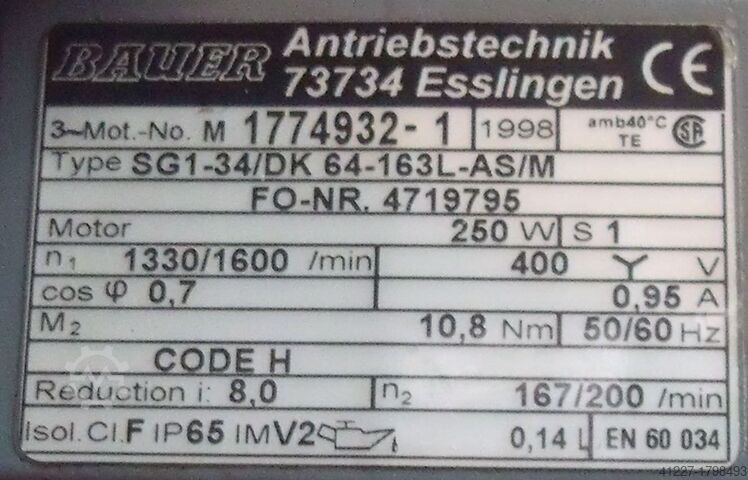 BAUER Antriebstechnik
73734 Esslingen CE
3~Mot.-No. M 1774932-1 1998 amb40°C TE SA
Type SG1-34/DK 64-163L-AS/M
FO-NR. 4719795
Motor 250 W S 1
n1 1330/1600 /min 400 Y V
cos φ 0,7 0,95 A
M2 10,8 Nm 50/60 Hz
CODE H
Reduction i: 8,0 n2 167/200 /min
Isol. Cl. F IP65 IMV2 0,14 L EN 60 034
41227-1798493